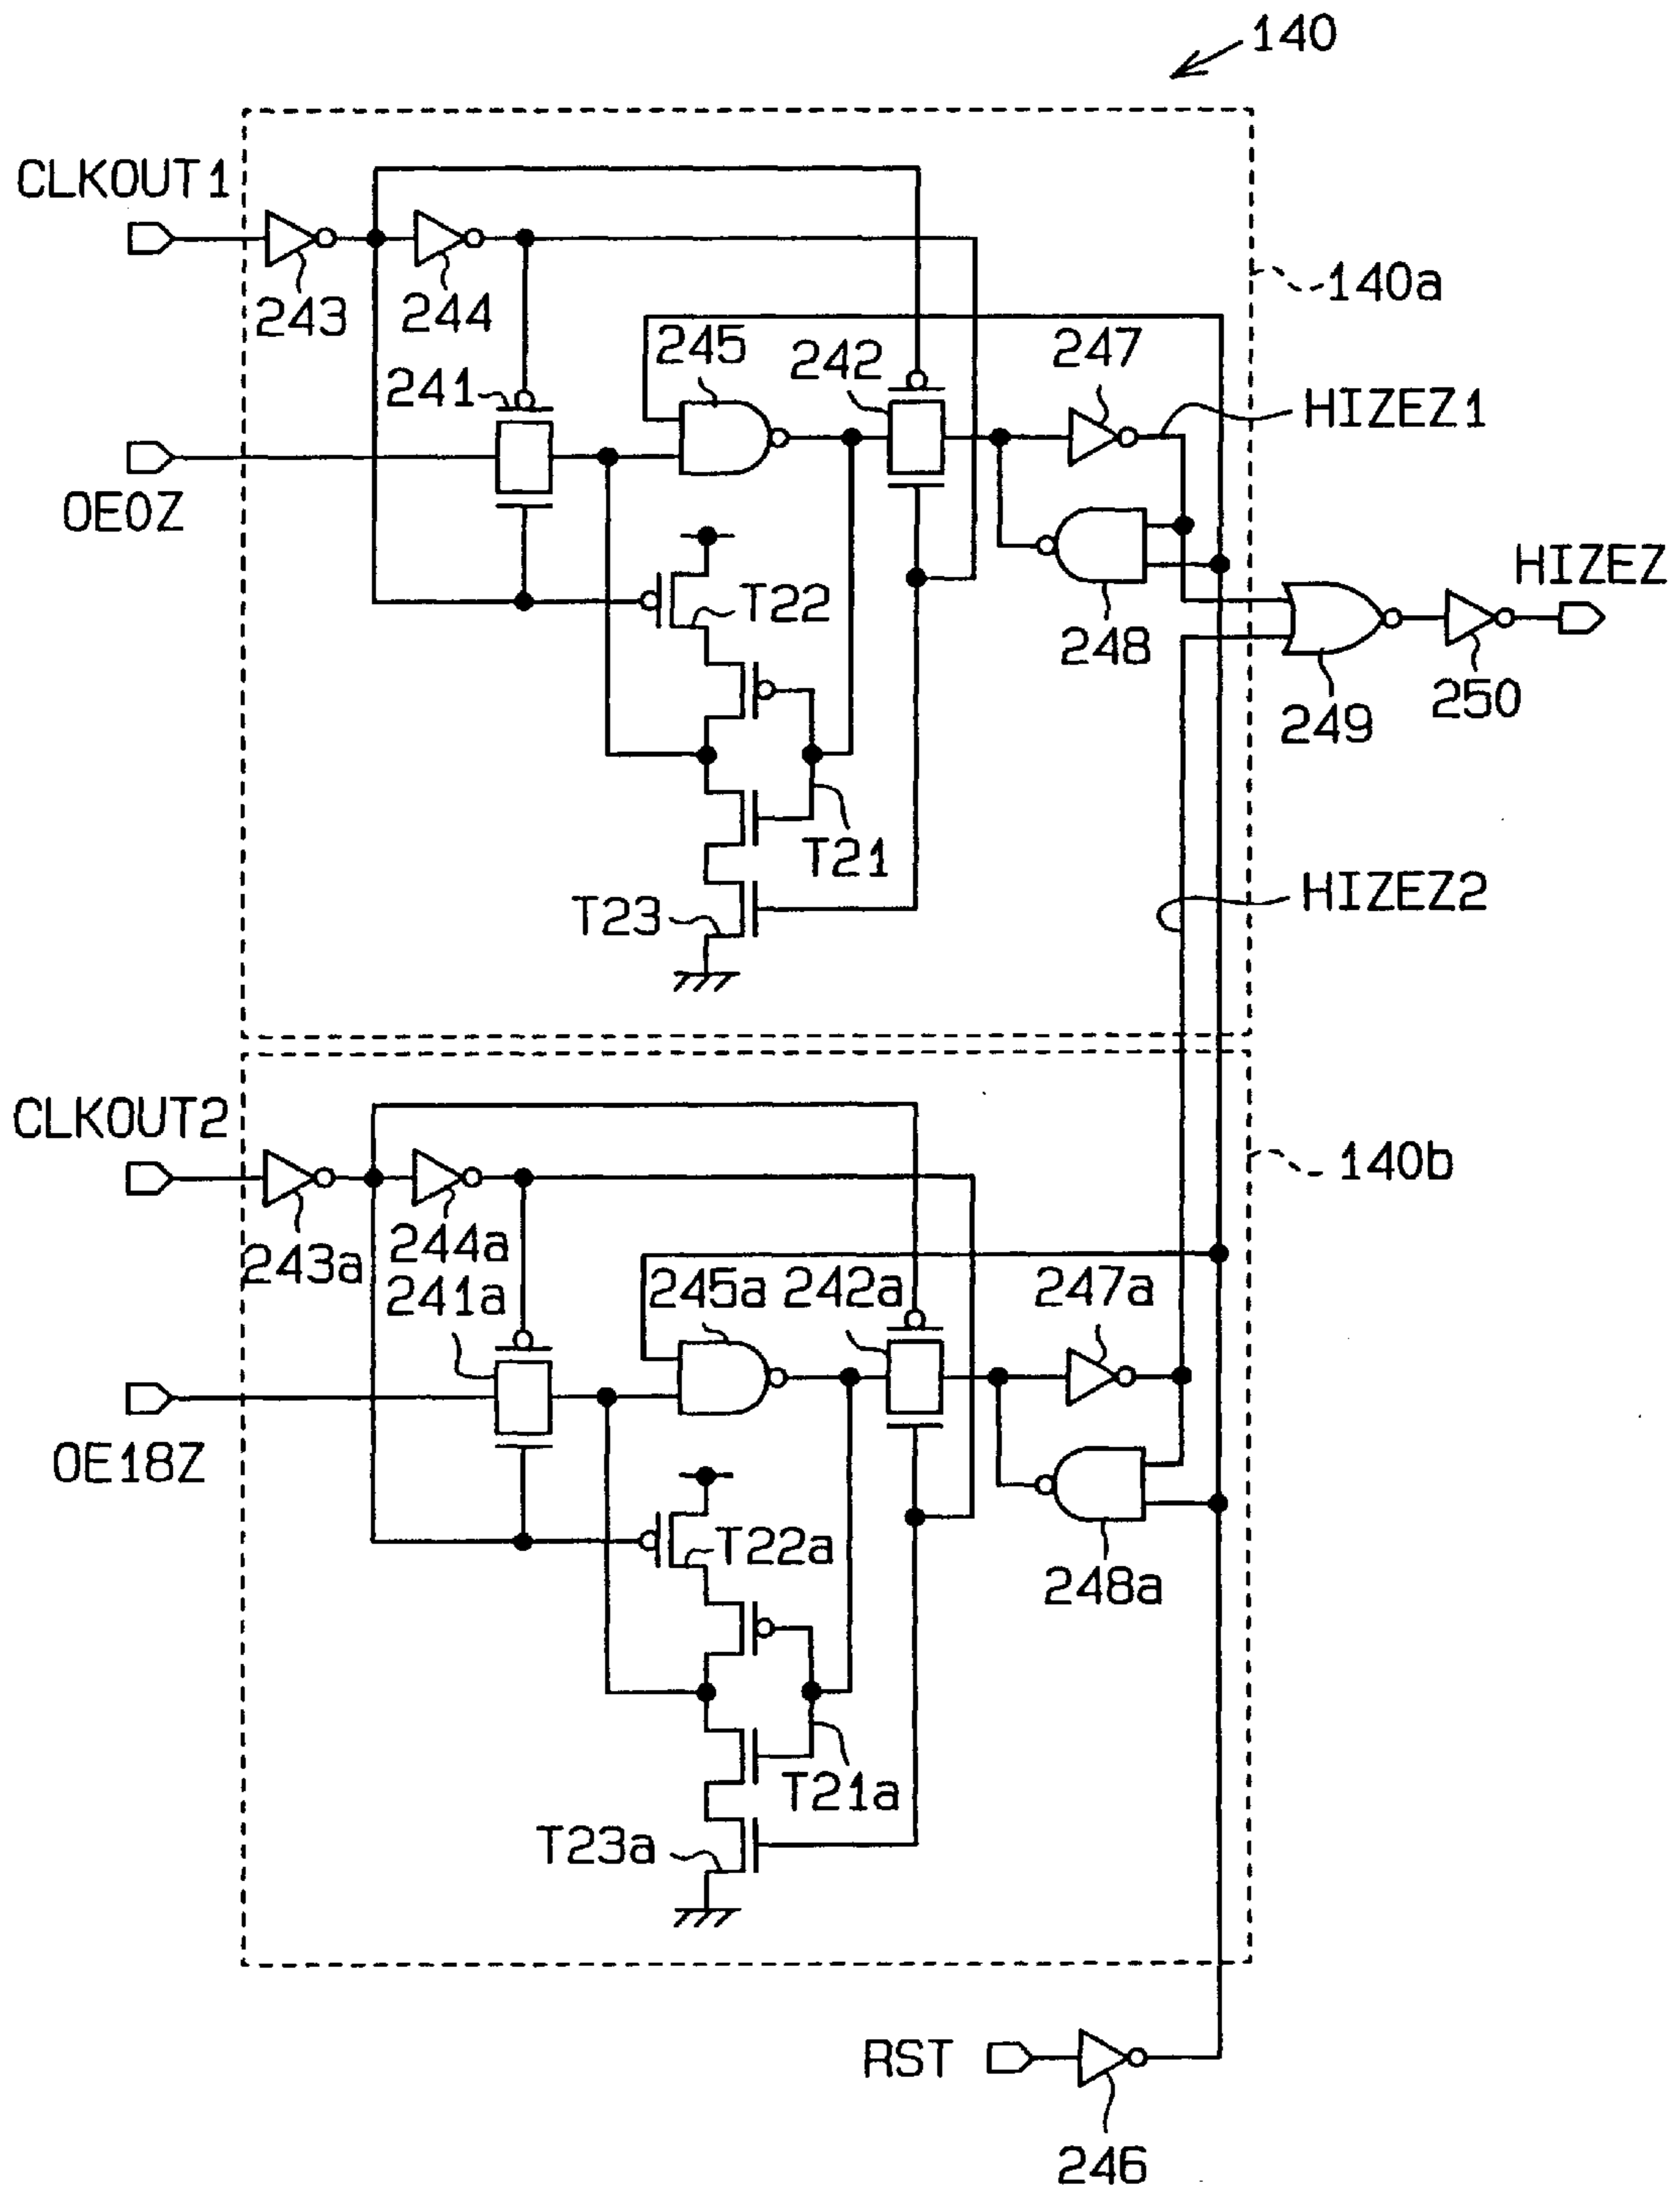 140
CLKOUT1
243
244
140a
245
242
247
241
HIZEZ1
OE0Z
HIZEZ
T22
248
249
250
T21
T23
HIZEZ2
CLKOUT2
140b
243a
244a
241a
245a
242a
247a
OE18Z
T22a
248a
T21a
T23a
RST
246